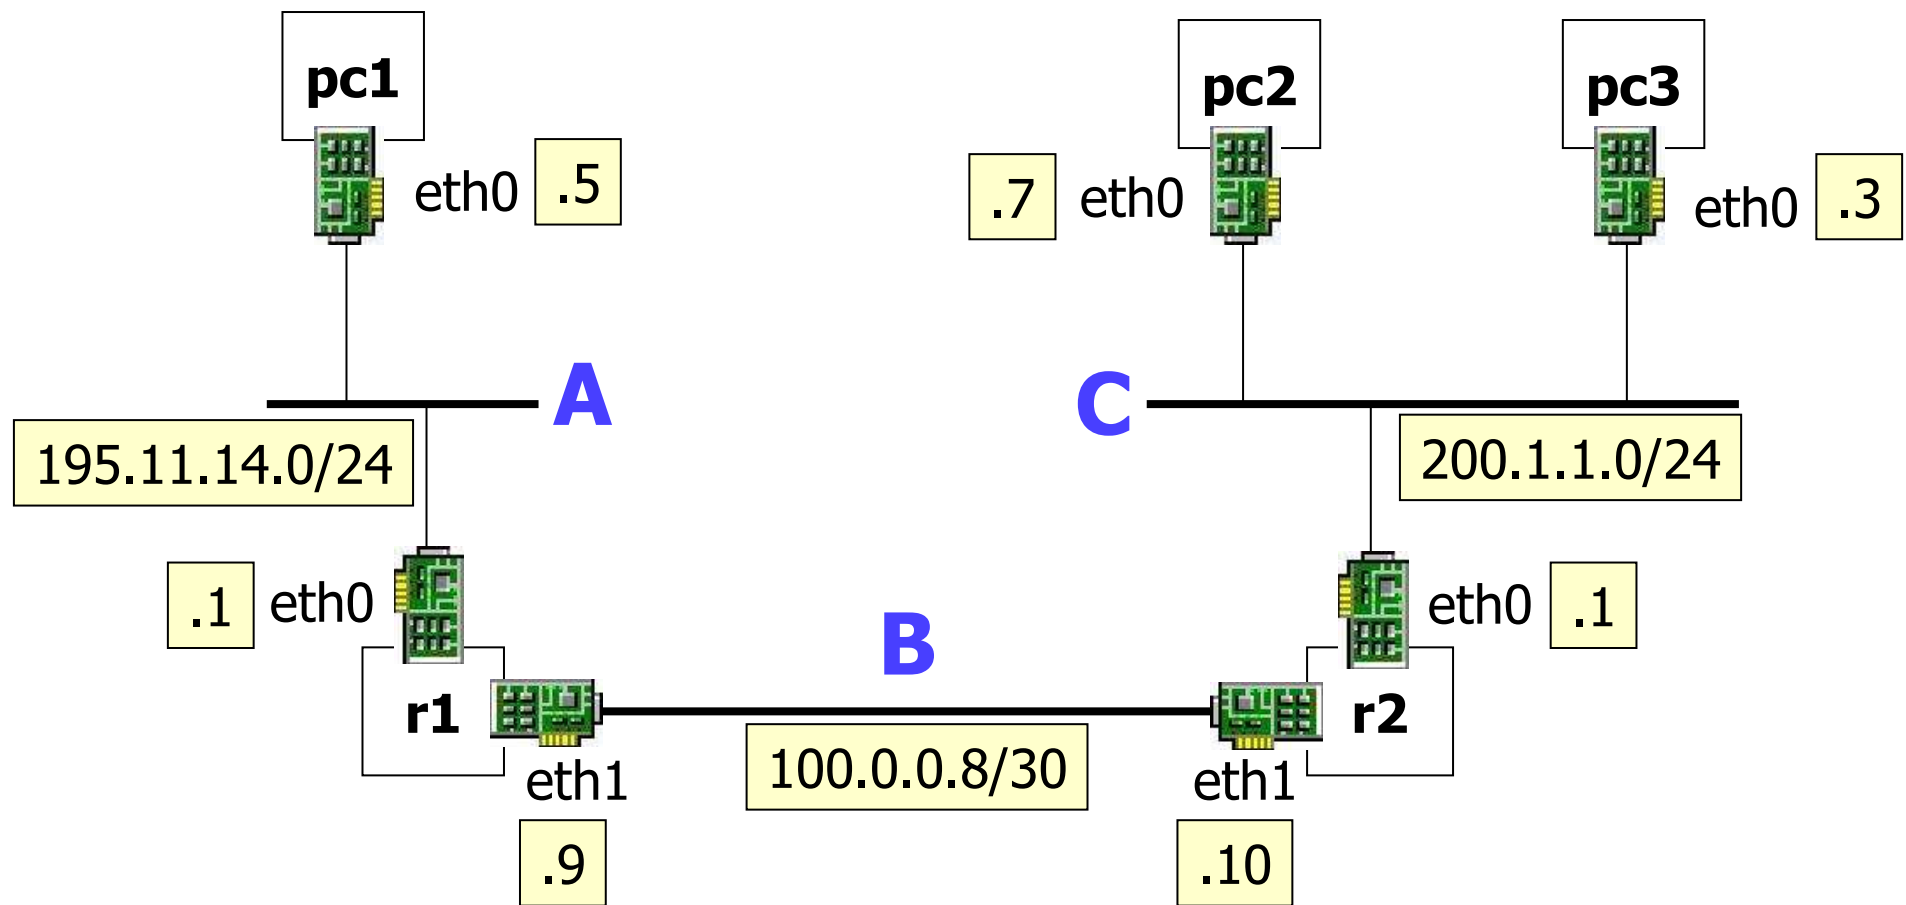 pc1
pc2
pc3
eth0
.5
.7
eth0
eth0
.3
A
C
195.11.14.0/24
200.1.1.0/24
.1
eth0
eth0
.1
B
r1
r2
100.0.0.8/30
eth1
eth1
.9
.10